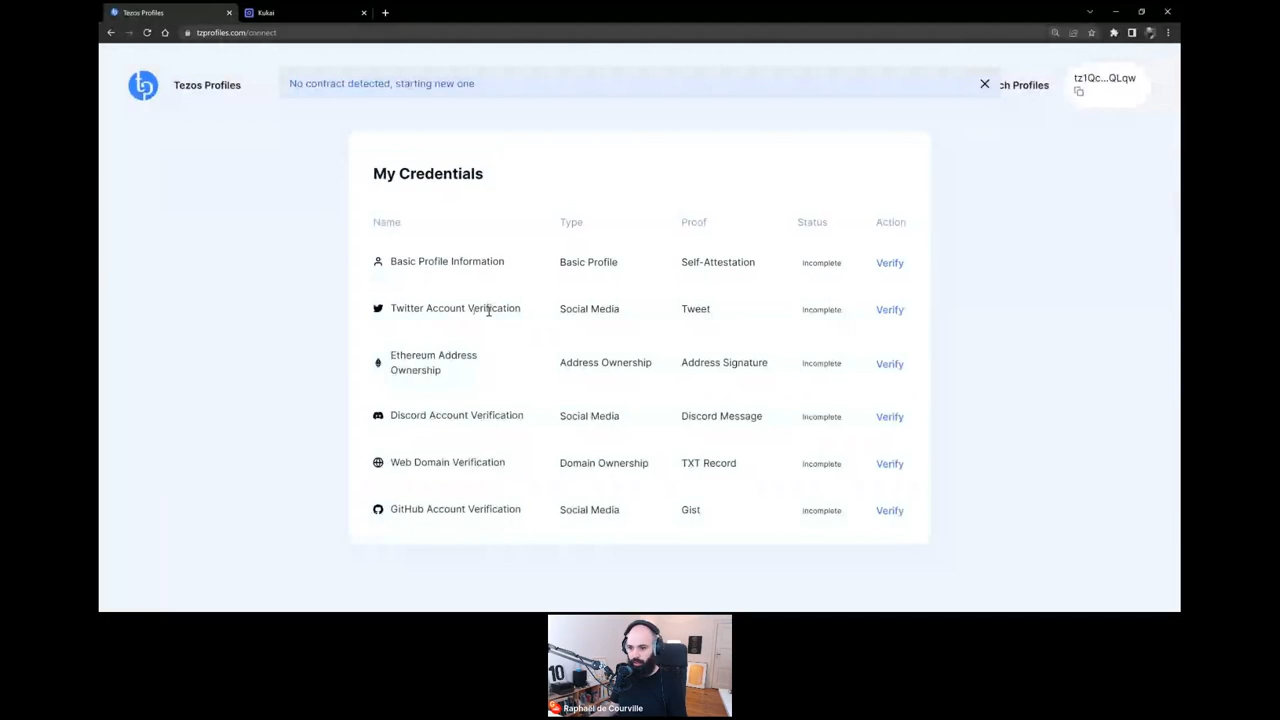 Tezos Profiles
Kukai
tzprofiles.com/connect
Tezos Profiles
No contract detected, starting new one
ch Profiles
tz1Qc...QLqw
My Credentials
Name Type Proof Status Action
Basic Profile Information Basic Profile Self-Attestation Incomplete Verify
Twitter Account Verification Social Media Tweet Incomplete Verify
Ethereum Address
Ownership Address Ownership Address Signature Incomplete Verify
Discord Account Verification Social Media Discord Message Incomplete Verify
Web Domain Verification Domain Ownership TXT Record Incomplete Verify
GitHub Account Verification Social Media Gist Incomplete Verify
10
Raphaël de Courville